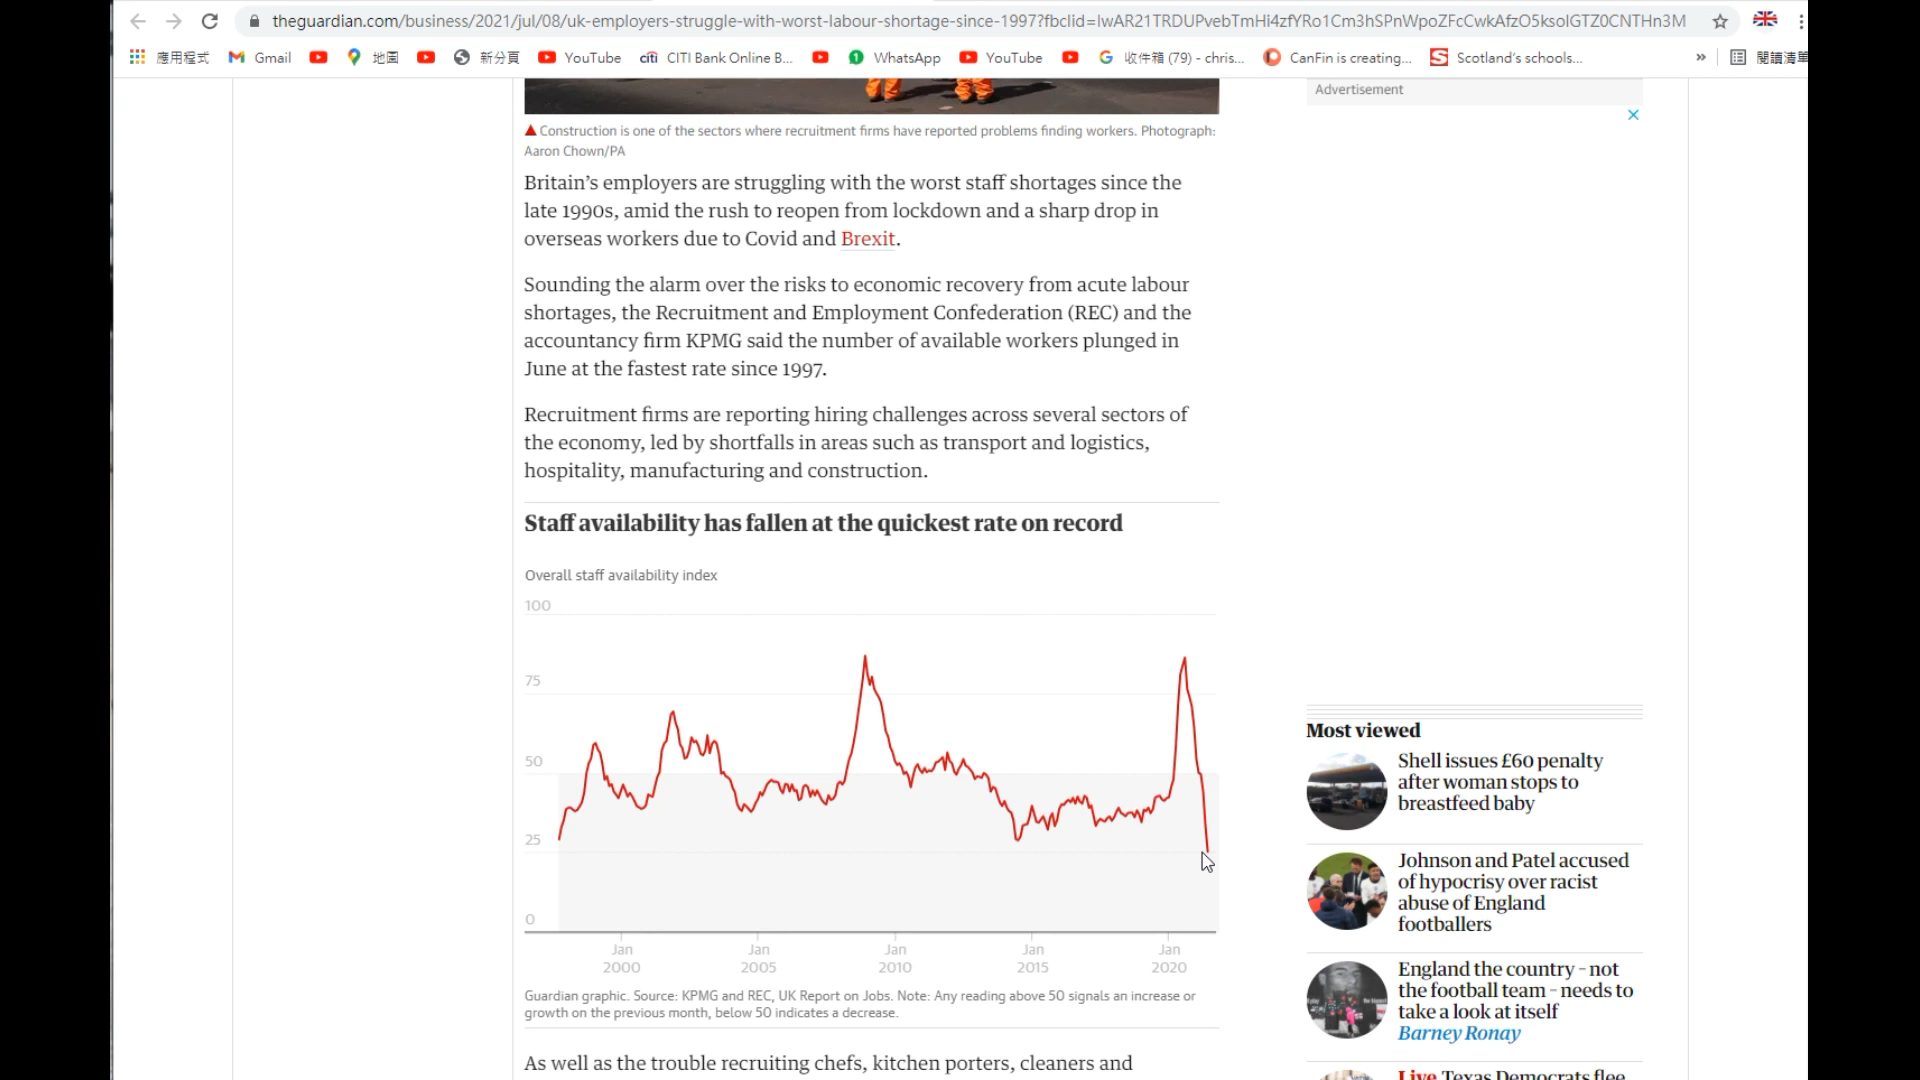 theguardian.com/business/2021/jul/08/uk-employers-struggle-with-worst-labour-shortage-since-1997?fbclid=IwAR21TRDUPvebTmHi4zfYRo1Cm3hSPnWpoZFcCwkAfzO5ksoIGTZ0CNTHn3M
應用程式 Gmail 地圖 新分頁 YouTube citi CITI Bank Online B... 1 WhatsApp YouTube G 收件箱 (79) - chris... CanFin is creating... S Scotland's schools... » 閱讀清單
Advertisement
Construction is one of the sectors where recruitment firms have reported problems finding workers. Photograph:
Aaron Chown/PA
Britain's employers are struggling with the worst staff shortages since the
late 1990s, amid the rush to reopen from lockdown and a sharp drop in
overseas workers due to Covid and Brexit.
Sounding the alarm over the risks to economic recovery from acute labour
shortages, the Recruitment and Employment Confederation (REC) and the
accountancy firm KPMG said the number of available workers plunged in
June at the fastest rate since 1997.
Recruitment firms are reporting hiring challenges across several sectors of
the economy, led by shortfalls in areas such as transport and logistics,
hospitality, manufacturing and construction.
Staff availability has fallen at the quickest rate on record
Overall staff availability index
100
75
50
25
0
Jan Jan Jan Jan Jan
2000 2005 2010 2015 2020
Guardian graphic. Source: KPMG and REC, UK Report on Jobs. Note: Any reading above 50 signals an increase or
growth on the previous month, below 50 indicates a decrease.
As well as the trouble recruiting chefs, kitchen porters, cleaners and
Most viewed
Shell issues £60 penalty
after woman stops to
breastfeed baby
Johnson and Patel accused
of hypocrisy over racist
abuse of England
footballers
England the country – not
the football team – needs to
take a look at itself
Barney Ronay
Live Texas Democrats flee